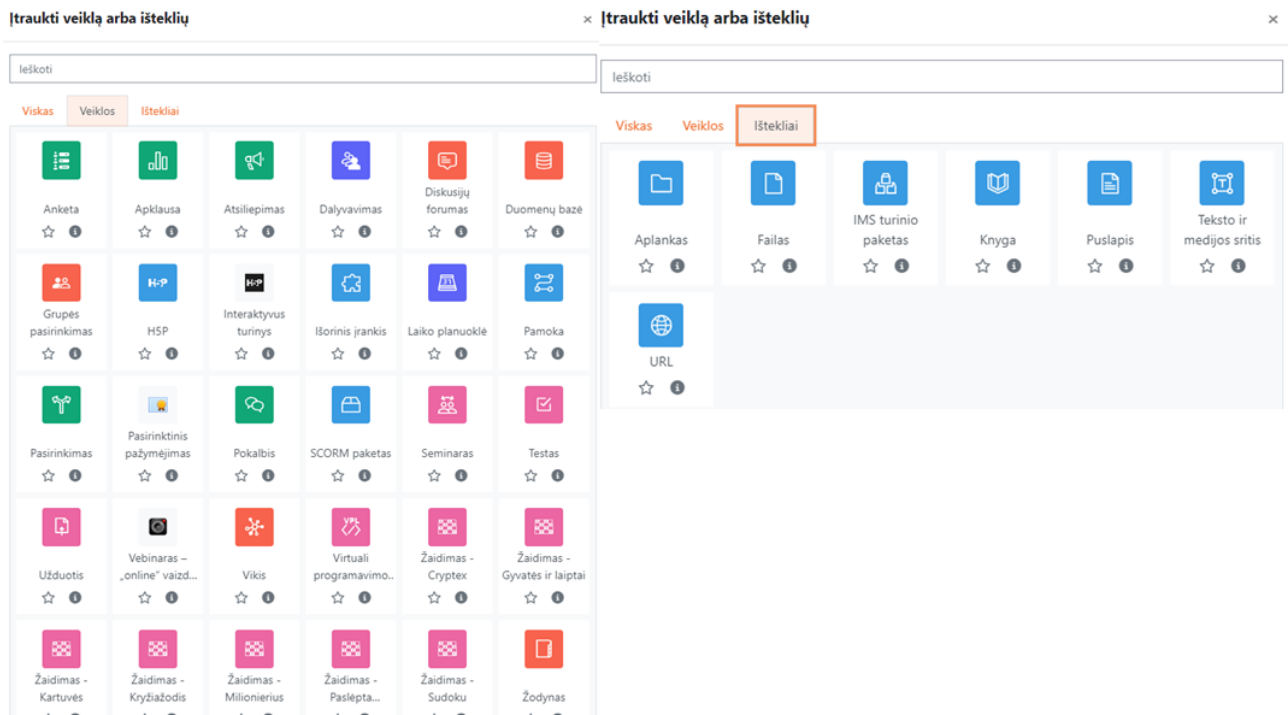 Įtraukti veiklą arba išteklių ×
Ieškoti
Viskas Veiklos Ištekliai
Anketa
Apklausa
Atsiliepimas
Dalyvavimas
Diskusijų
forumas
Duomenų bazė
Grupės
pasirinkimas
H-P
H5P
H-P
Interaktyvus
turinys
Išorinis įrankis
Laiko planuoklė
Pamoka
Pasirinkimas
Pasirinktinis
pažymėjimas
Pokalbis
SCORM paketas
Seminaras
Testas
Užduotis
Vebinaras –
„online“ vaizd...
Vikis
VPL
Virtuali
programavimo..
Žaidimas -
Cryptex
Žaidimas -
Gyvatės ir laiptai
Žaidimas -
Kartuvės
Žaidimas -
Kryžiažodis
Žaidimas -
Milionierius
Žaidimas -
Paslėpta...
Žaidimas -
Sudoku
Žodynas
Įtraukti veiklą arba išteklių ×
Ieškoti
Viskas Veiklos Ištekliai
Aplankas
Failas
IMS turinio
paketas
Knyga
Puslapis
T
Teksto ir
medijos sritis
URL